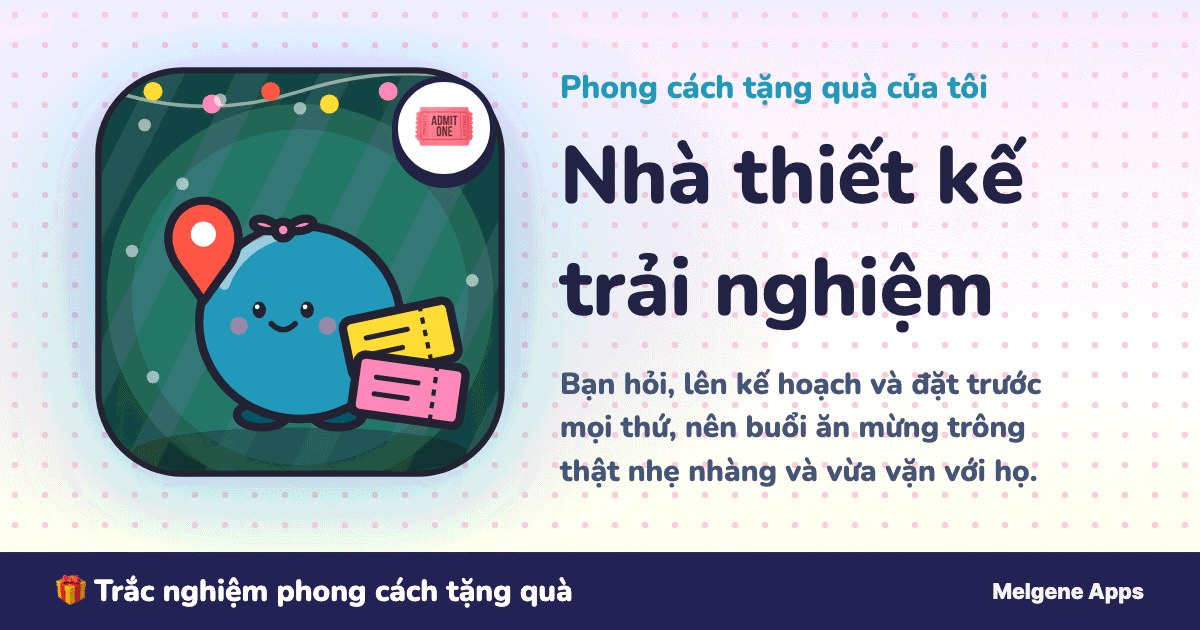 ADMIT
ONE
Phong cách tặng quà của tôi
Nhà thiết kế
trải nghiệm
Bạn hỏi, lên kế hoạch và đặt trước
mọi thứ, nên buổi ăn mừng trông
thật nhẹ nhàng và vừa vặn với họ.
Trắc nghiệm phong cách tặng quà
Melgene Apps